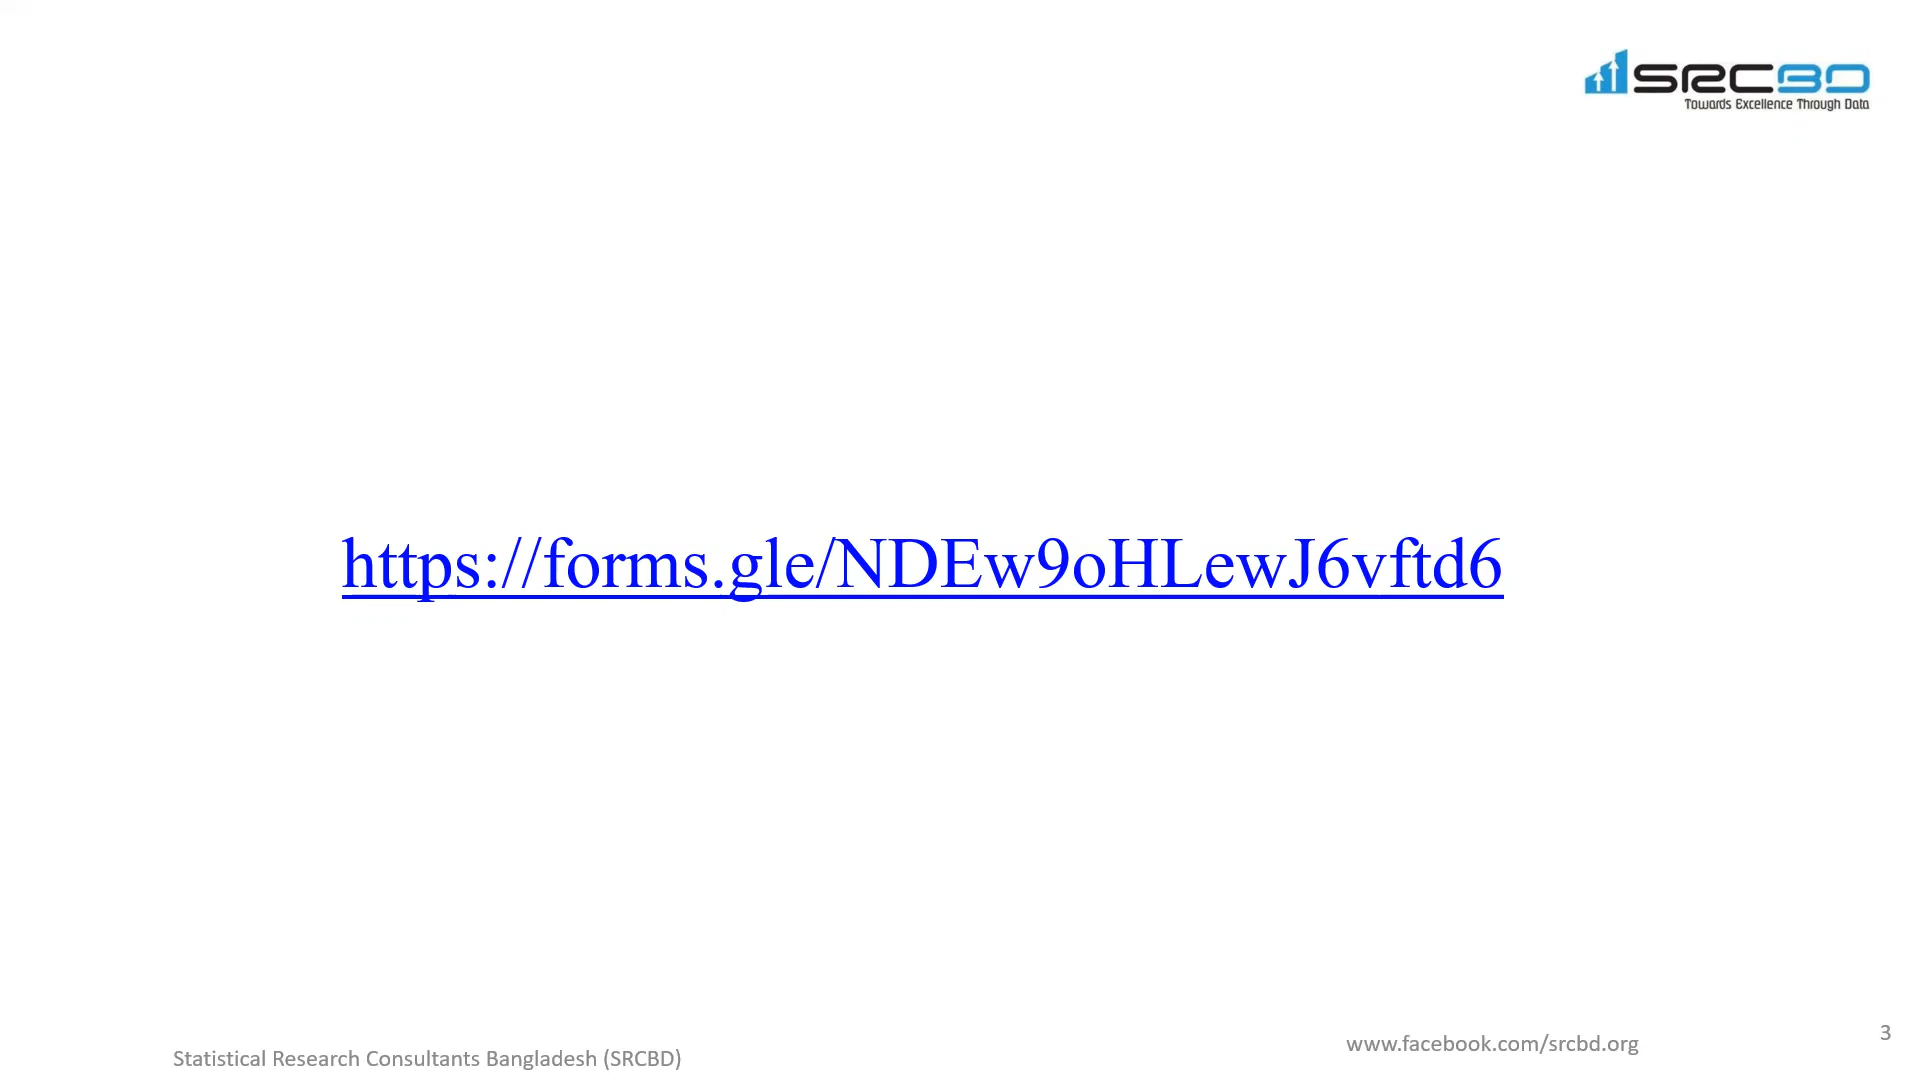 SRCBD
Towards Excellence Through Data
https://forms.gle/NDEw9oHLewJ6vftd6
Statistical Research Consultants Bangladesh (SRCBD)
www.facebook.com/srcbd.org
3